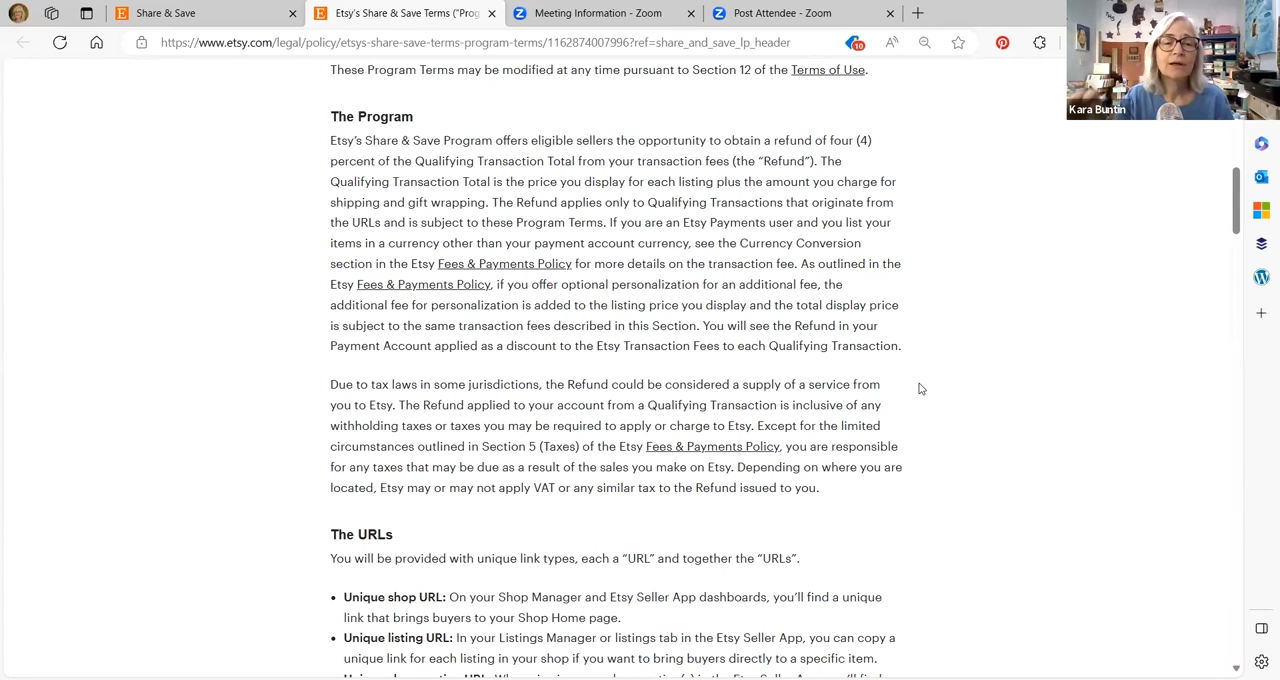 Share & Save
Etsy's Share & Save Terms ("Prog
Meeting Information - Zoom
Post Attendee - Zoom
https://www.etsy.com/legal/policy/etsys-share-save-terms-program-terms/1162874007996?ref=share_and_save_lp_header
10
Kara Buntin
These Program Terms may be modified at any time pursuant to Section 12 of the Terms of Use.
The Program
Etsy's Share & Save Program offers eligible sellers the opportunity to obtain a refund of four (4)
percent of the Qualifying Transaction Total from your transaction fees (the "Refund"). The
Qualifying Transaction Total is the price you display for each listing plus the amount you charge for
shipping and gift wrapping. The Refund applies only to Qualifying Transactions that originate from
the URLs and is subject to these Program Terms. If you are an Etsy Payments user and you list your
items in a currency other than your payment account currency, see the Currency Conversion
section in the Etsy Fees & Payments Policy for more details on the transaction fee. As outlined in the
Etsy Fees & Payments Policy, if you offer optional personalization for an additional fee, the
additional fee for personalization is added to the listing price you display and the total display price
is subject to the same transaction fees described in this Section. You will see the Refund in your
Payment Account applied as a discount to the Etsy Transaction Fees to each Qualifying Transaction.
Due to tax laws in some jurisdictions, the Refund could be considered a supply of a service from
you to Etsy. The Refund applied to your account from a Qualifying Transaction is inclusive of any
withholding taxes or taxes you may be required to apply or charge to Etsy. Except for the limited
circumstances outlined in Section 5 (Taxes) of the Etsy Fees & Payments Policy, you are responsible
for any taxes that may be due as a result of the sales you make on Etsy. Depending on where you are
located, Etsy may or may not apply VAT or any similar tax to the Refund issued to you.
The URLs
You will be provided with unique link types, each a "URL" and together the "URLs".
• Unique shop URL: On your Shop Manager and Etsy Seller App dashboards, you'll find a unique
link that brings buyers to your Shop Home page.
• Unique listing URL: In your Listings Manager or listings tab in the Etsy Seller App, you can copy a
unique link for each listing in your shop if you want to bring buyers directly to a specific item.